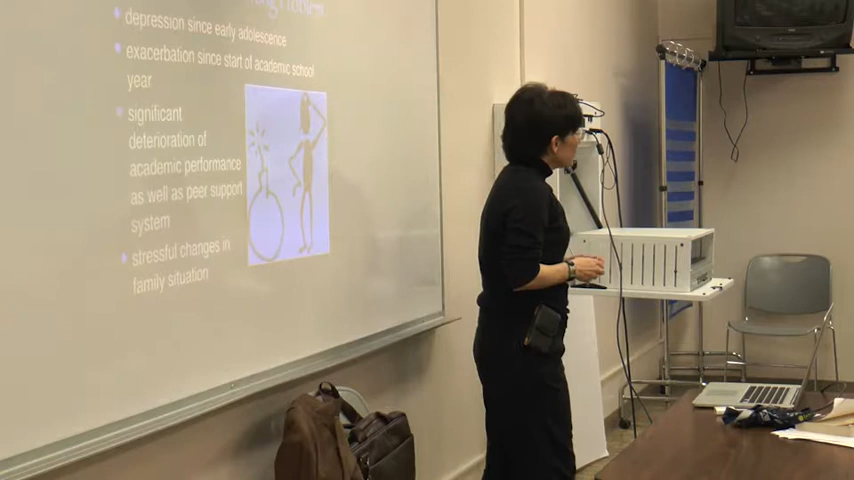 Problem
• depression since early adolescence
• exacerbation since start of academic school
year
• significant
deterioration of
academic performance
as well as peer support
system
• stressful changes in
family situation